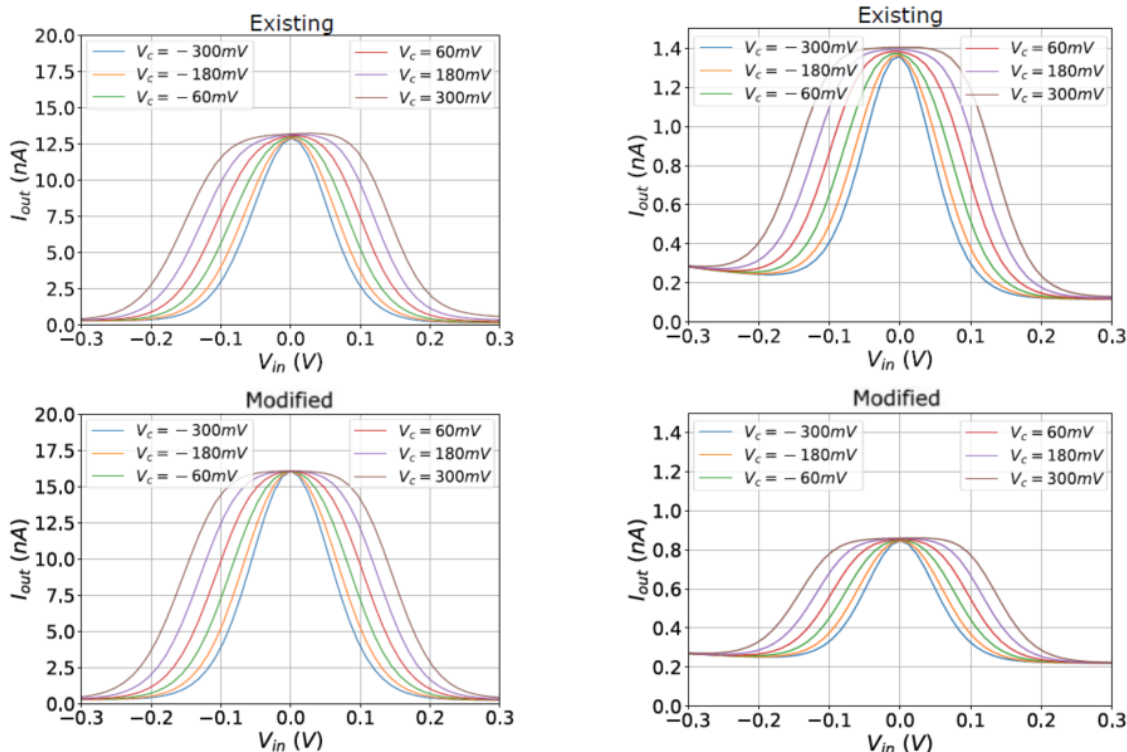 Existing
20.0
17.5
15.0
12.5
10.0
7.5
5.0
2.5
0.0
I_out (nA)
V_c = −300mV
V_c = −180mV
V_c = −60mV
V_c = 60mV
V_c = 180mV
V_c = 300mV
−0.3 −0.2 −0.1 0.0 0.1 0.2 0.3
V_in (V)
Existing
1.4
1.2
1.0
0.8
0.6
0.4
0.2
0.0
I_out (nA)
V_c = −300mV
V_c = −180mV
V_c = −60mV
V_c = 60mV
V_c = 180mV
V_c = 300mV
−0.3 −0.2 −0.1 0.0 0.1 0.2 0.3
V_in (V)
Modified
20.0
17.5
15.0
12.5
10.0
7.5
5.0
2.5
0.0
I_out (nA)
V_c = −300mV
V_c = −180mV
V_c = −60mV
V_c = 60mV
V_c = 180mV
V_c = 300mV
−0.3 −0.2 −0.1 0.0 0.1 0.2 0.3
V_in (V)
Modified
1.4
1.2
1.0
0.8
0.6
0.4
0.2
0.0
I_out (nA)
V_c = −300mV
V_c = −180mV
V_c = −60mV
V_c = 60mV
V_c = 180mV
V_c = 300mV
−0.3 −0.2 −0.1 0.0 0.1 0.2 0.3
V_in (V)